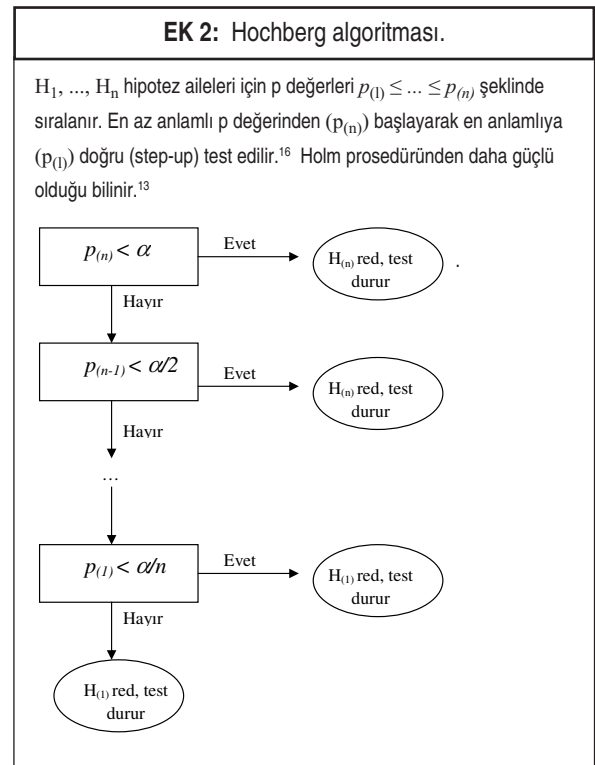 EK 2: Hochberg algoritması.
H1, ..., Hn hipotez aileleri için p değerleri p(l) ≤ ... ≤ p(n) şeklinde
sıralanır. En az anlamlı p değerinden (p(n)) başlayarak en anlamlıya
(p(l)) doğru (step-up) test edilir.16 Holm prosedüründen daha güçlü
olduğu bilinir.13
p(n) < α
Evet
H(n) red, test
durur
.
Hayır
p(n-1) < α/2
Evet
H(n) red, test
durur
Hayır
...
p(1) < α/n
Evet
H(1) red, test
durur
Hayır
H(1) red, test
durur